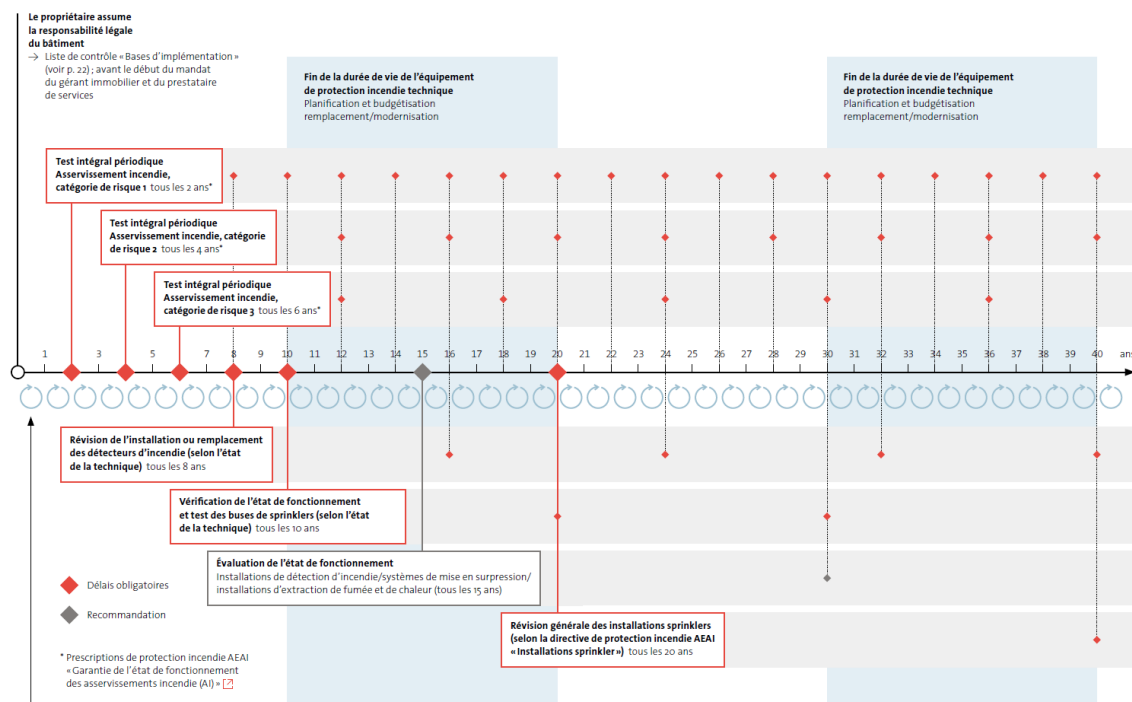 Le propriétaire assume
la responsabilité légale
du bâtiment
→ Liste de contrôle « Bases d'implémentation »
(voir p. 22) ; avant le début du mandat
du gérant immobilier et du prestataire
de services
Fin de la durée de vie de l'équipement
de protection incendie technique
Planification et budgétisation
remplacement/modernisation
Fin de la durée de vie de l'équipement
de protection incendie technique
Planification et budgétisation
remplacement/modernisation
Test intégral périodique
Asservissement incendie,
catégorie de risque 1 tous les 2 ans*
Test intégral périodique
Asservissement incendie, catégorie
de risque 2 tous les 4 ans*
Test intégral périodique
Asservissement incendie,
catégorie de risque 3 tous les 6 ans*
1 3 5 7 8 9 10 11 12 13 14 15 16 17 18 19 20 21 22 23 24 25 26 27 28 29 30 31 32 33 34 35 36 37 38 39 40 ans
Révision de l'installation ou remplacement
des détecteurs d'incendie (selon l'état
de la technique) tous les 8 ans
Vérification de l'état de fonctionnement
et test des buses de sprinklers (selon l'état
de la technique) tous les 10 ans
Évaluation de l'état de fonctionnement
Installations de détection d'incendie/systèmes de mise en surpression/
installations d'extraction de fumée et de chaleur (tous les 15 ans)
Délais obligatoires
Recommandation
Révision générale des installations sprinklers
(selon la directive de protection incendie AEAI
« Installations sprinkler ») tous les 20 ans
* Prescriptions de protection incendie AEAI
« Garantie de l'état de fonctionnement
des asservissements incendie (AI) »